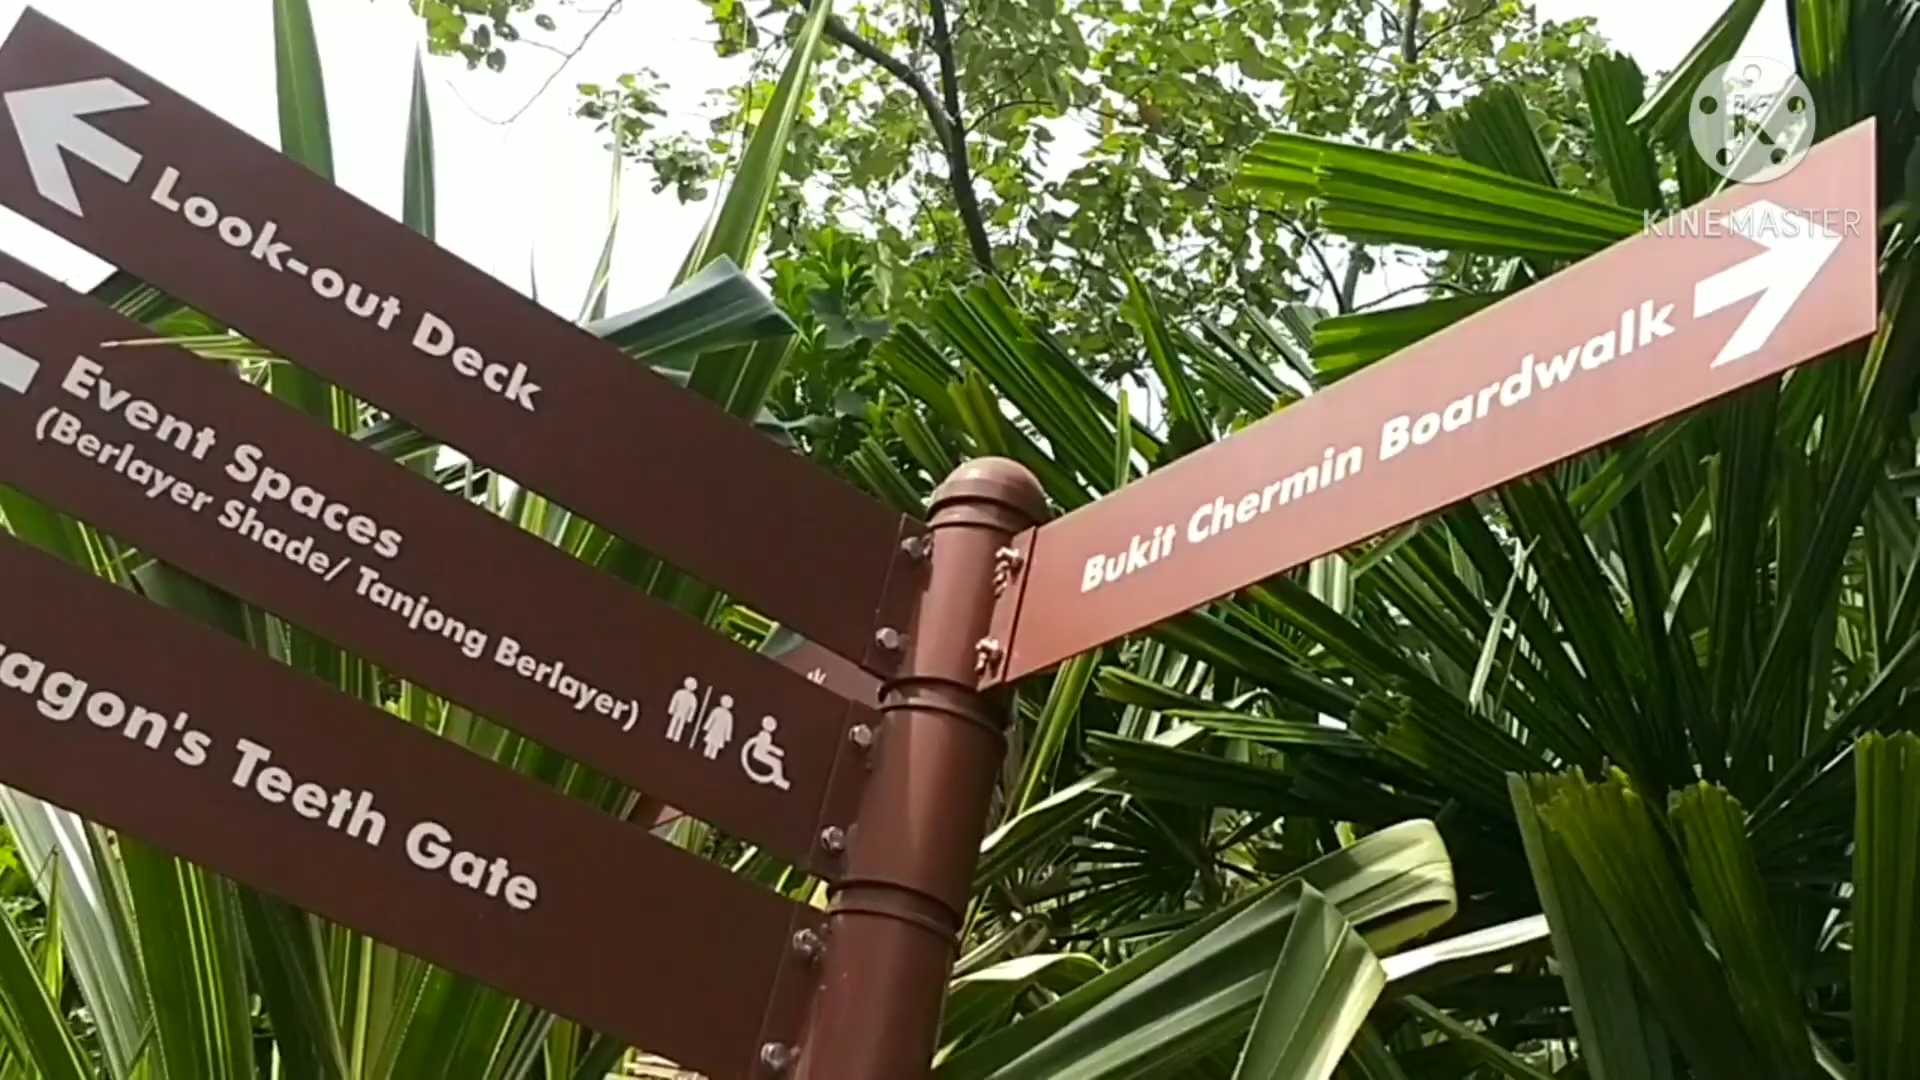 Look-out Deck
Event Spaces
(Berlayer Shade/ Tanjong Berlayer)
agon's Teeth Gate
Bukit Chermin Boardwalk
K
KINEMASTER